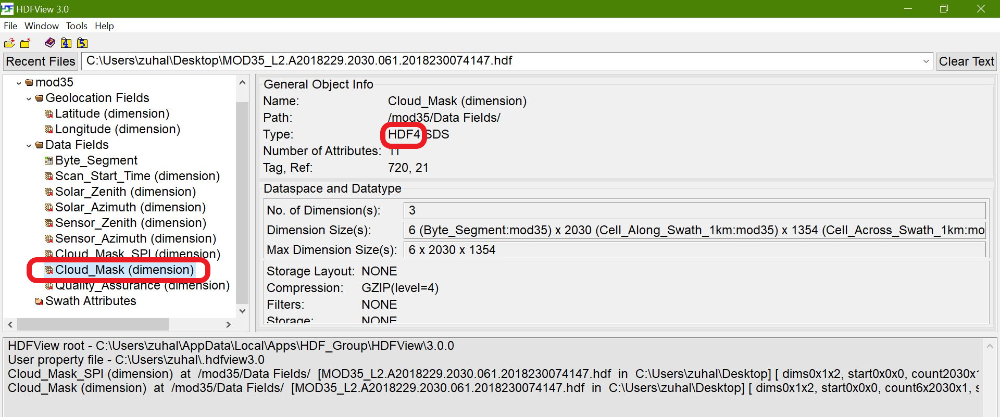 HDFView 3.0
File Window Tools Help
Recent Files C:\Users\zuhal\Desktop\MOD35_L2.A2018229.2030.061.2018230074147.hdf Clear Text
mod35
Geolocation Fields
Latitude (dimension)
Longitude (dimension)
Data Fields
Byte_Segment
Scan_Start_Time (dimension)
Solar_Zenith (dimension)
Solar_Azimuth (dimension)
Sensor_Zenith (dimension)
Sensor_Azimuth (dimension)
Cloud_Mask_SPI (dimension)
Cloud_Mask (dimension)
Quality_Assurance (dimension)
Swath Attributes
General Object Info
Name: Cloud_Mask (dimension)
Path: /mod35/Data Fields/
Type: HDF4 SDS
Number of Attributes: 11
Tag, Ref: 720, 21
Dataspace and Datatype
No. of Dimension(s): 3
Dimension Size(s): 6 (Byte_Segment:mod35) x 2030 (Cell_Along_Swath_1km:mod35) x 1354 (Cell_Across_Swath_1km:mo
Max Dimension Size(s): 6 x 2030 x 1354
Storage Layout: NONE
Compression: GZIP(level=4)
Filters: NONE
Storage: NONE
HDFView root - C:\Users\zuhal\AppData\Local\Apps\HDF_Group\HDFView\3.0.0
User property file - C:\Users\zuhal\.hdfview3.0
Cloud_Mask_SPI (dimension) at /mod35/Data Fields/ [MOD35_L2.A2018229.2030.061.2018230074147.hdf in C:\Users\zuhal\Desktop] [ dims0x1x2, start0x0x0, count2030x1
Cloud_Mask (dimension) at /mod35/Data Fields/ [MOD35_L2.A2018229.2030.061.2018230074147.hdf in C:\Users\zuhal\Desktop] [ dims0x1x2, start0x0x0, count6x2030x1, s